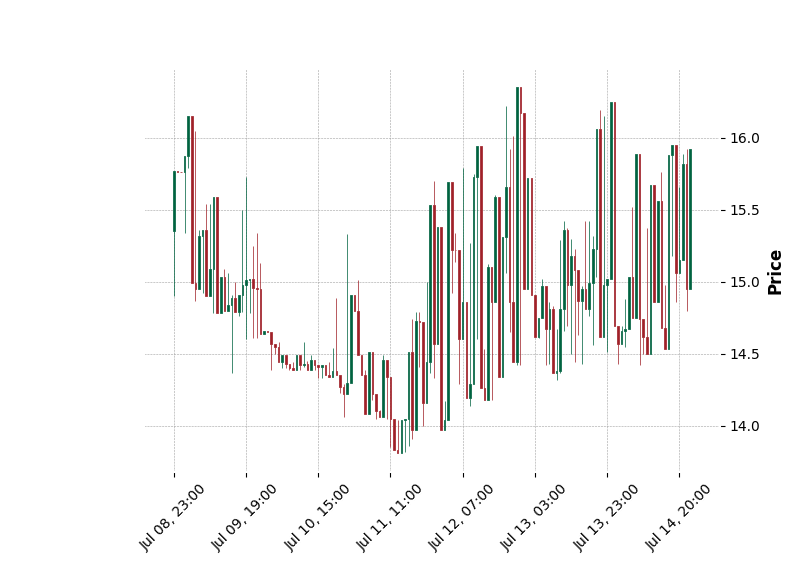 16.0
15.5
15.0
14.5
14.0
Price
Jul 08, 23:00
Jul 09, 19:00
Jul 10, 15:00
Jul 11, 11:00
Jul 12, 07:00
Jul 13, 03:00
Jul 13, 23:00
Jul 14, 20:00